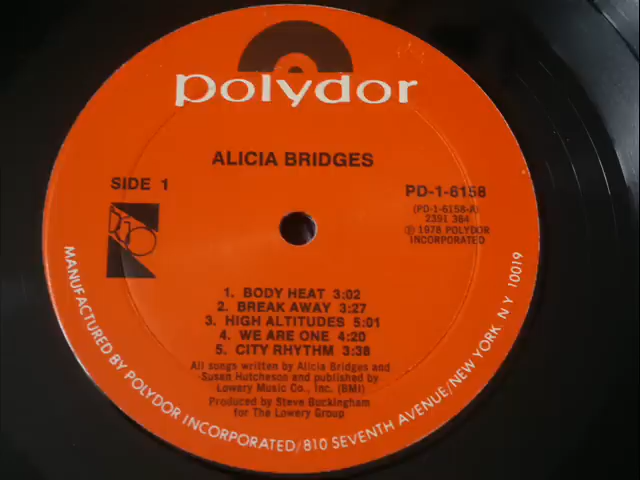 polydor
ALICIA BRIDGES
SIDE 1
PD-1-6158
(PD-1-6158-A)
2391 364
Ⓟ 1978 POLYDOR
INCORPORATED
1. BODY HEAT 3:02
2. BREAK AWAY 3:27
3. HIGH ALTITUDES 5:01
4. WE ARE ONE 4:20
5. CITY RHYTHM 3:38
All songs written by Alicia Bridges and
Susan Hutcheson and published by
Lowery Music Co., Inc. (BMI)
Produced by Steve Buckingham
for The Lowery Group
MANUFACTURED BY POLYDOR INCORPORATED/810 SEVENTH AVENUE/NEW YORK, N.Y. 10019